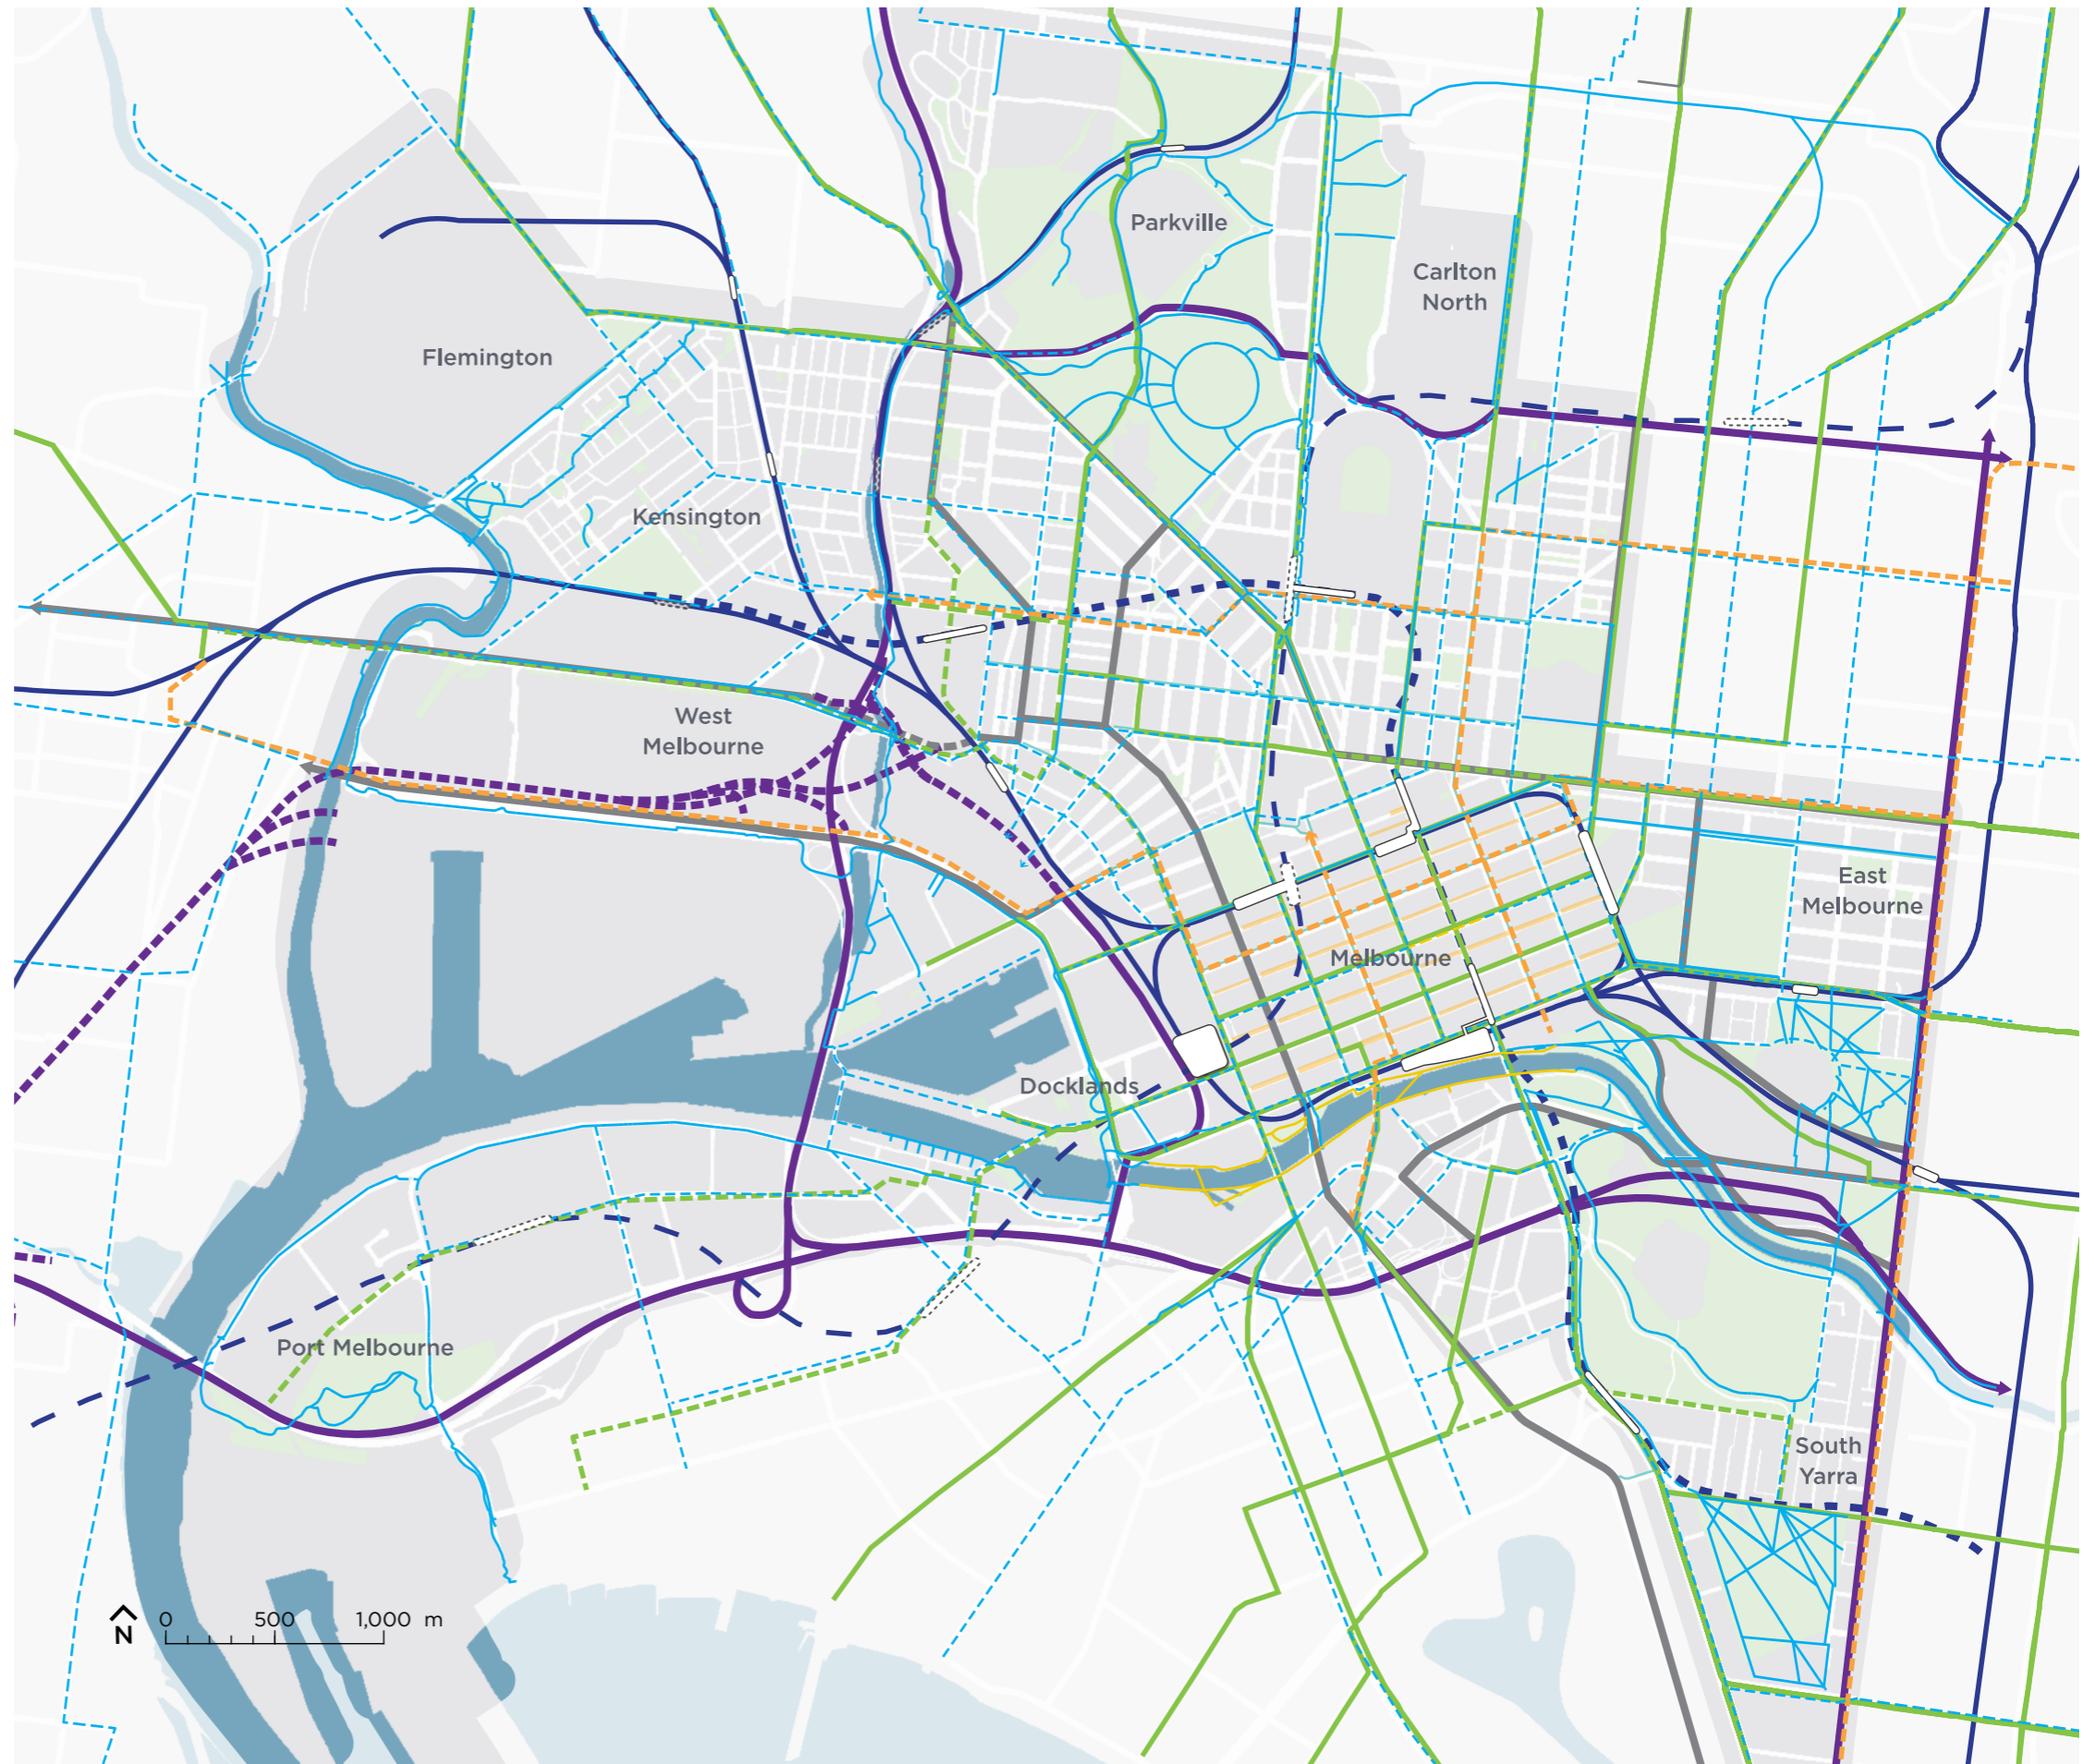 Parkville
Carlton
North
Flemington
Kensington
West
Melbourne
East
Melbourne
Melbourne
Docklands
Port Melbourne
South
Yarra
0 500 1,000 m
N